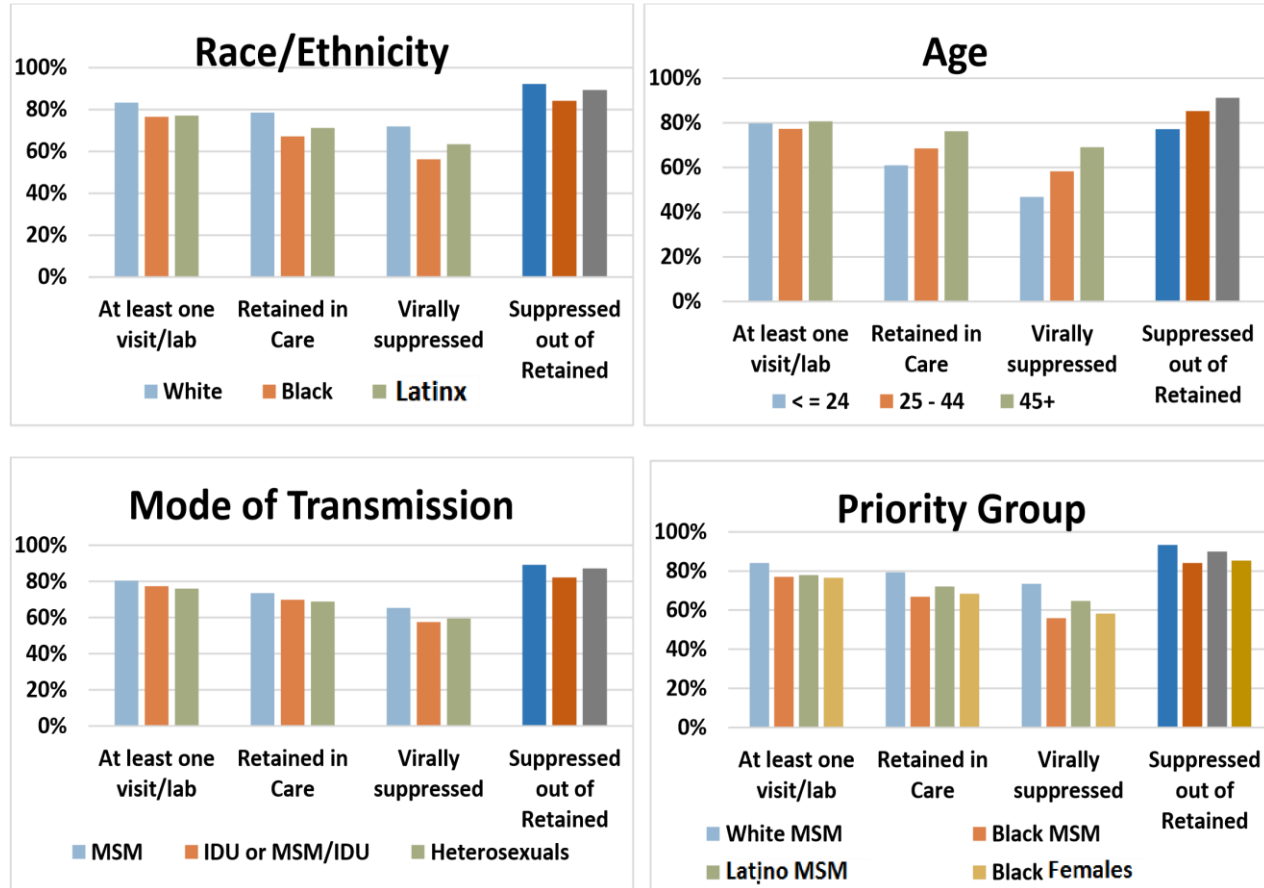 Race/Ethnicity
100%
80%
60%
40%
20%
0%
At least one visit/lab
Retained in Care
Virally suppressed
Suppressed out of Retained
White Black Latinx
Age
100%
80%
60%
40%
20%
0%
At least one visit/lab
Retained in Care
Virally suppressed
Suppressed out of Retained
< = 24 25 - 44 45+
Mode of Transmission
100%
80%
60%
40%
20%
0%
At least one visit/lab
Retained in Care
Virally suppressed
Suppressed out of Retained
MSM IDU or MSM/IDU Heterosexuals
Priority Group
100%
80%
60%
40%
20%
0%
At least one visit/lab
Retained in Care
Virally suppressed
Suppressed out of Retained
White MSM Black MSM
Latino MSM Black Females